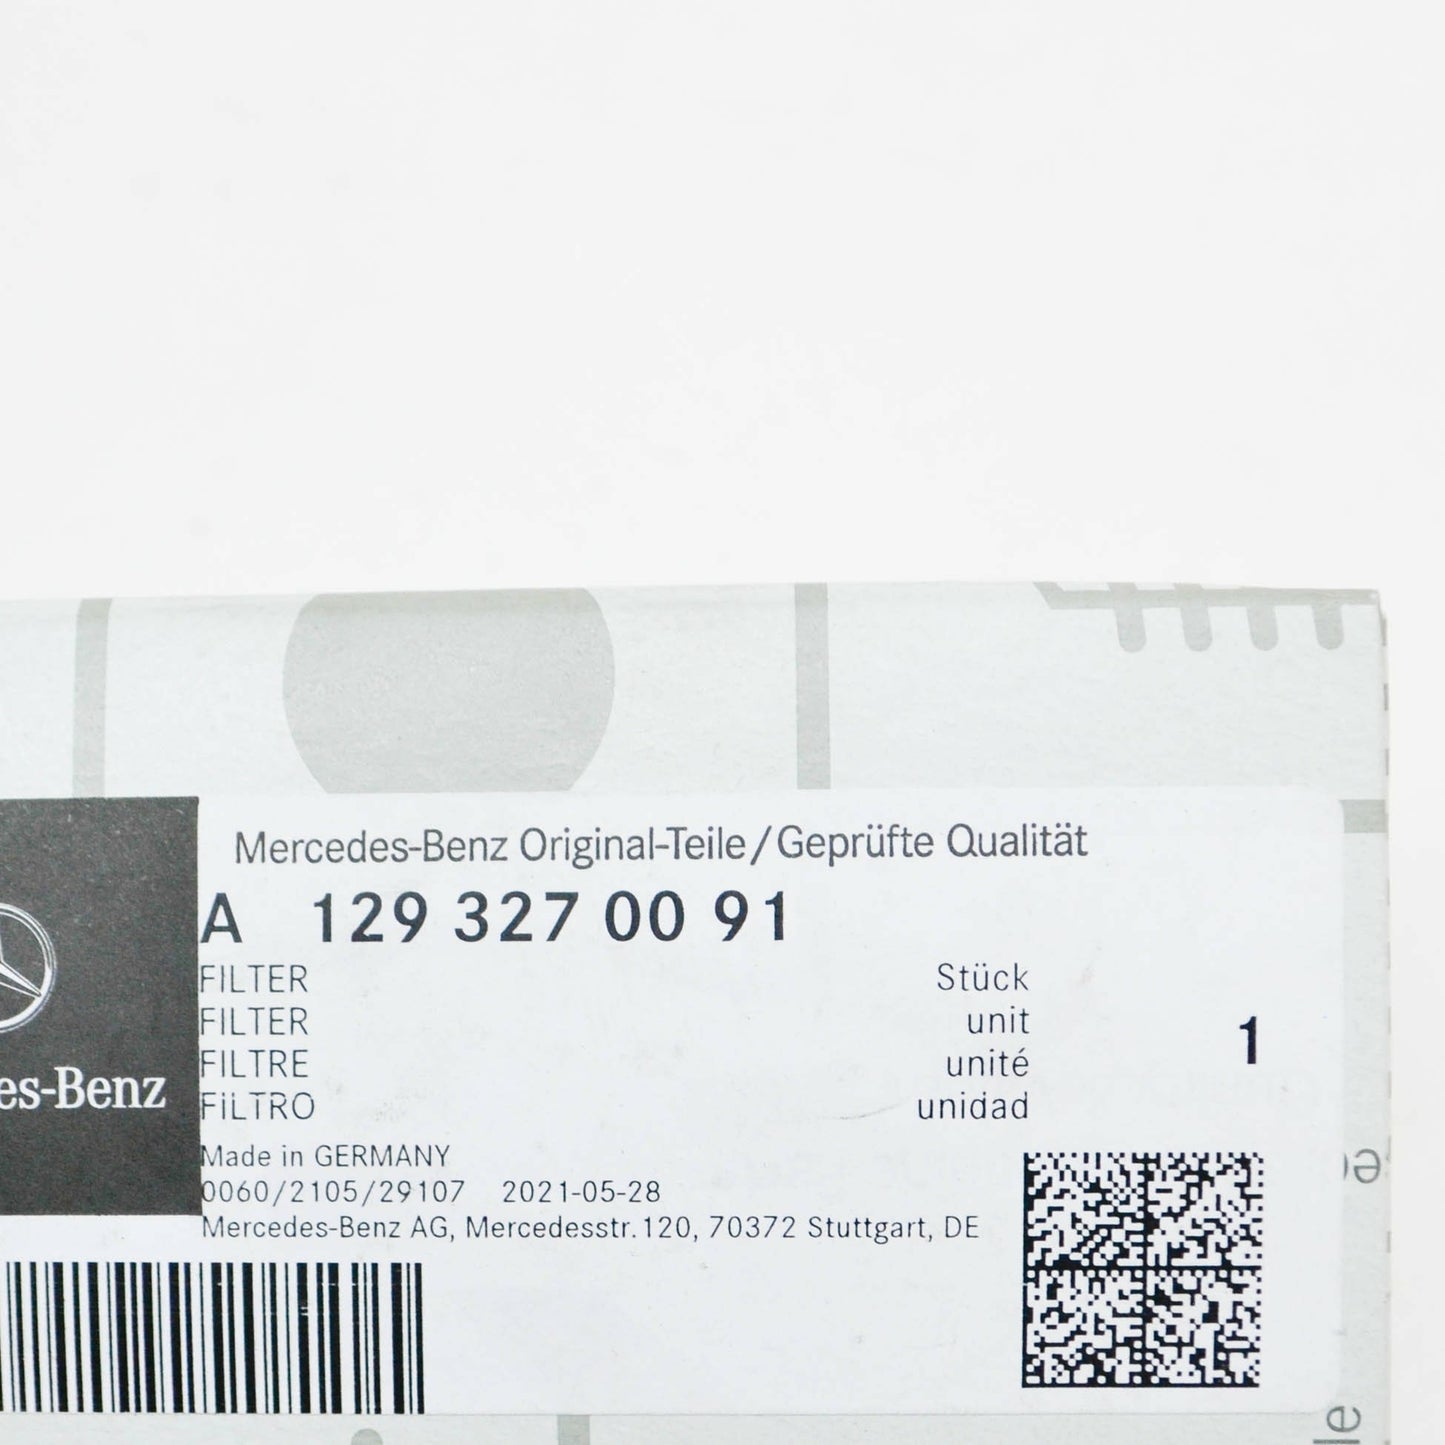 Mercedes-Benz Original-Teile/Geprüfte Qualität
A 129 327 00 91
FILTER Stück
FILTER unit
FILTRE unité 1
FILTRO unidad
es-Benz
Made in GERMANY
0060/2105/29107 2021-05-28
Mercedes-Benz AG, Mercedesstr.120, 70372 Stuttgart, DE